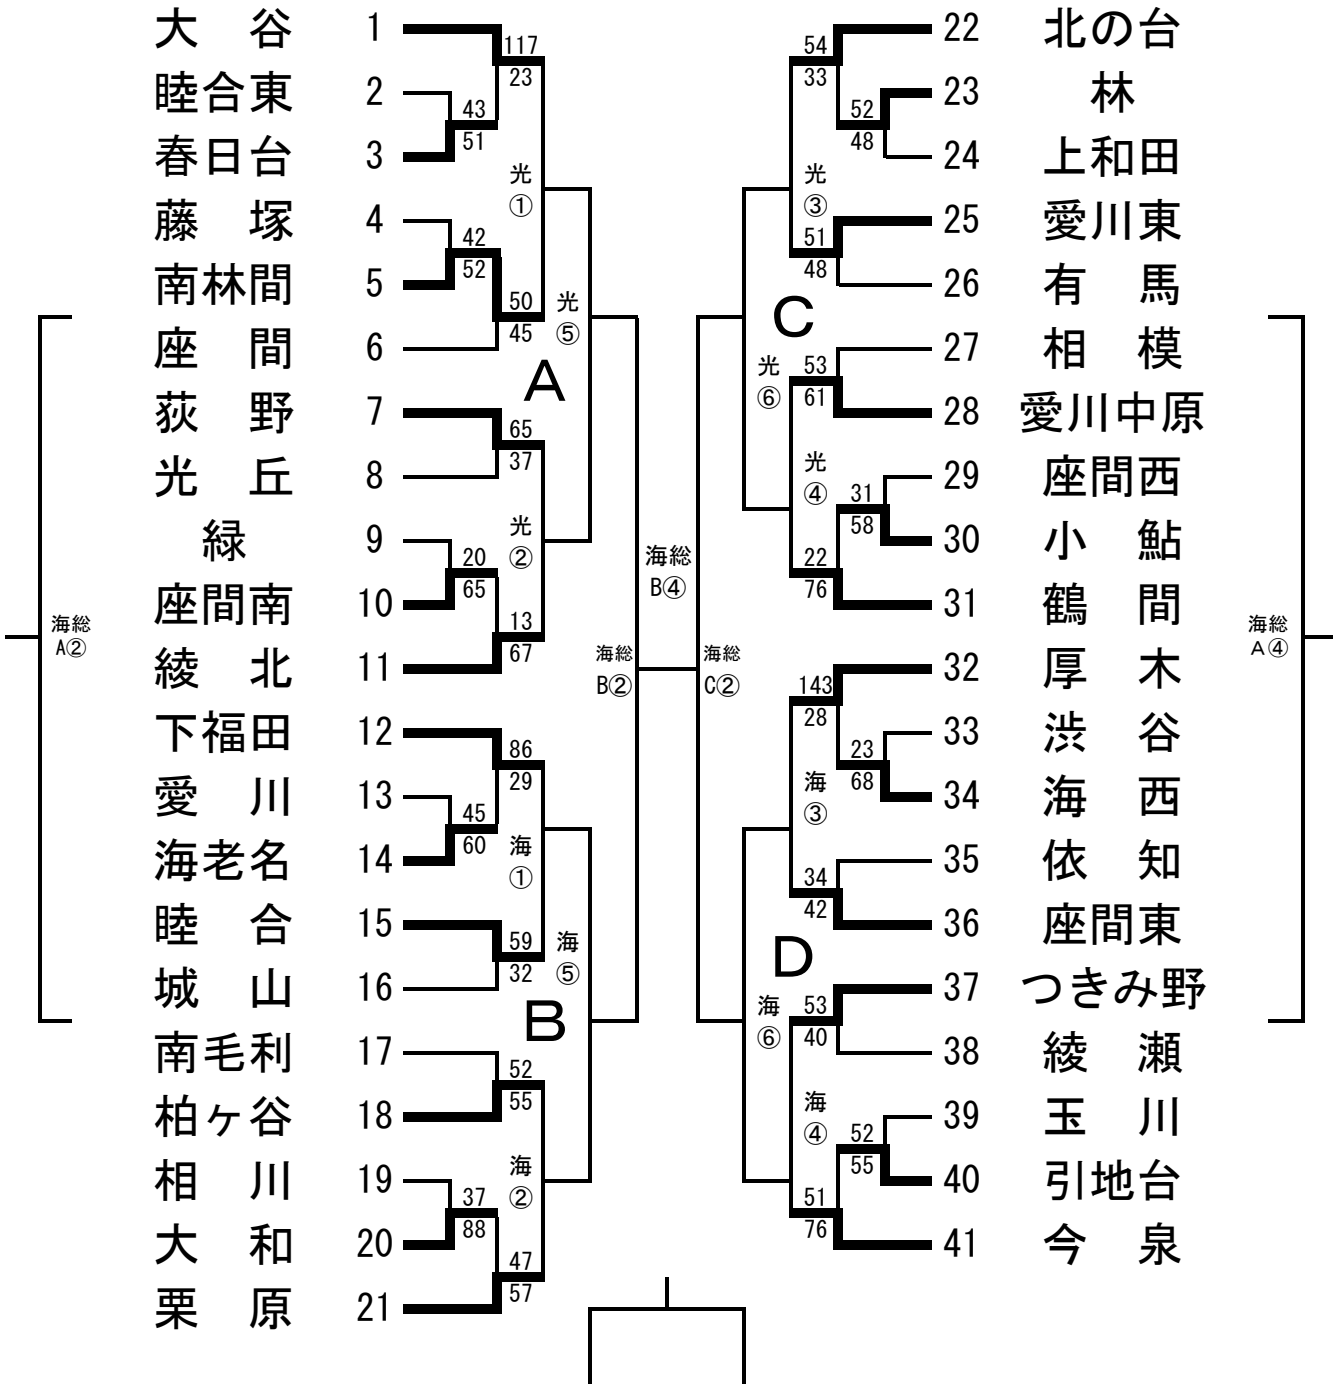 大谷 1
睦合東 2
春日台 3
藤塚 4
南林間 5
座間 6
荻野 7
光丘 8
緑 9
座間南 10
綾北 11
下福田 12
愛川 13
海老名 14
睦合 15
城山 16
南毛利 17
柏ヶ谷 18
相川 19
大和 20
栗原 21
117
23
43
51
光
①
42
52
50
45
光
⑤
A
65
37
光
②
20
65
13
67
86
29
45
60
海
①
59
32
海
⑤
B
52
55
海
②
37
88
47
57
海総
A②
海総
B②
海総
B④
海総
C②
54
33
52
48
光
③
51
48
C
光
⑥
53
61
光
④
31
58
22
76
143
28
23
68
海
③
34
42
D
海
⑥
53
40
海
④
52
55
51
76
22 北の台
23 林
24 上和田
25 愛川東
26 有馬
27 相模
28 愛川中原
29 座間西
30 小鮎
31 鶴間
32 厚木
33 渋谷
34 海西
35 依知
36 座間東
37 つきみ野
38 綾瀬
39 玉川
40 引地台
41 今泉
海総
A④